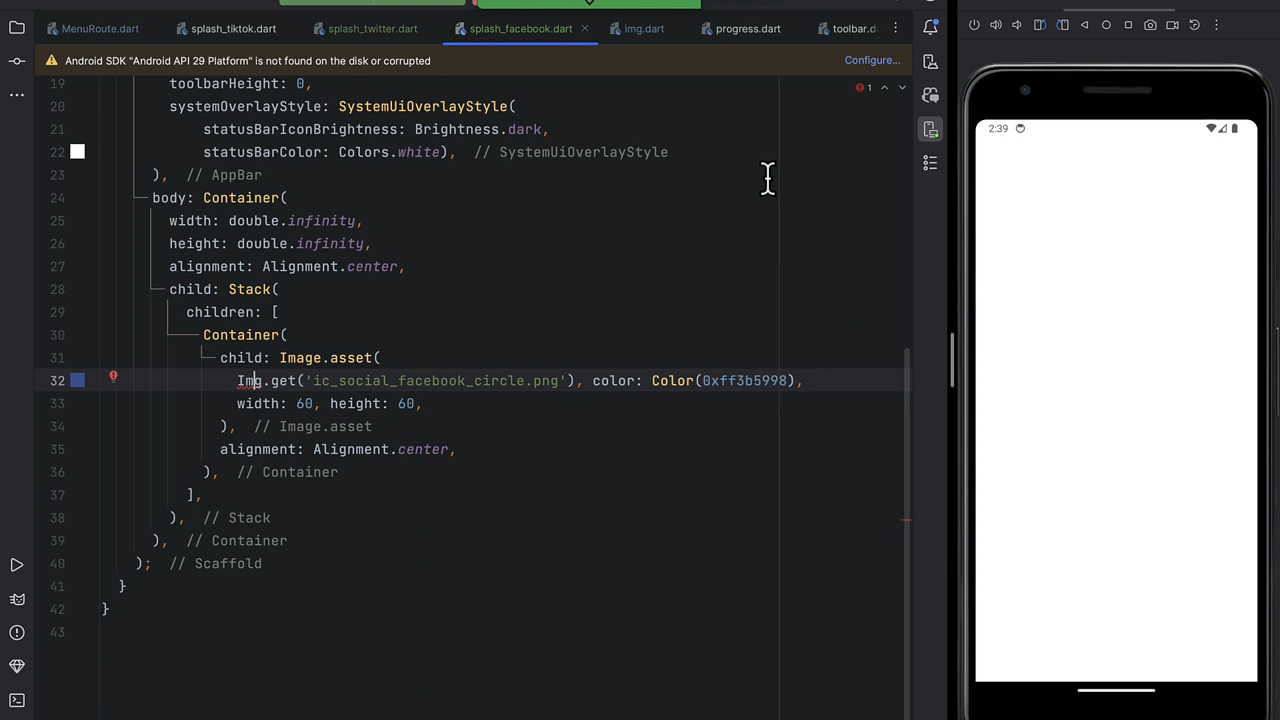 MenuRoute.dart splash_tiktok.dart splash_twitter.dart splash_facebook.dart img.dart progress.dart toolbar.d
Android SDK "Android API 29 Platform" is not found on the disk or corrupted Configure...
19 toolbarHeight: 0, 1
20 systemOverlayStyle: SystemUiOverlayStyle(
21 statusBarIconBrightness: Brightness.dark,
22 statusBarColor: Colors.white), // SystemUiOverlayStyle
23 ), // AppBar
24 body: Container(
25 width: double.infinity,
26 height: double.infinity,
27 alignment: Alignment.center,
28 child: Stack(
29 children: [
30 Container(
31 child: Image.asset(
32 Img.get('ic_social_facebook_circle.png'), color: Color(0xff3b5998),
33 width: 60, height: 60,
34 ), // Image.asset
35 alignment: Alignment.center,
36 ), // Container
37 ],
38 ), // Stack
39 ), // Container
40 ); // Scaffold
41 }
42 }
43
2:39